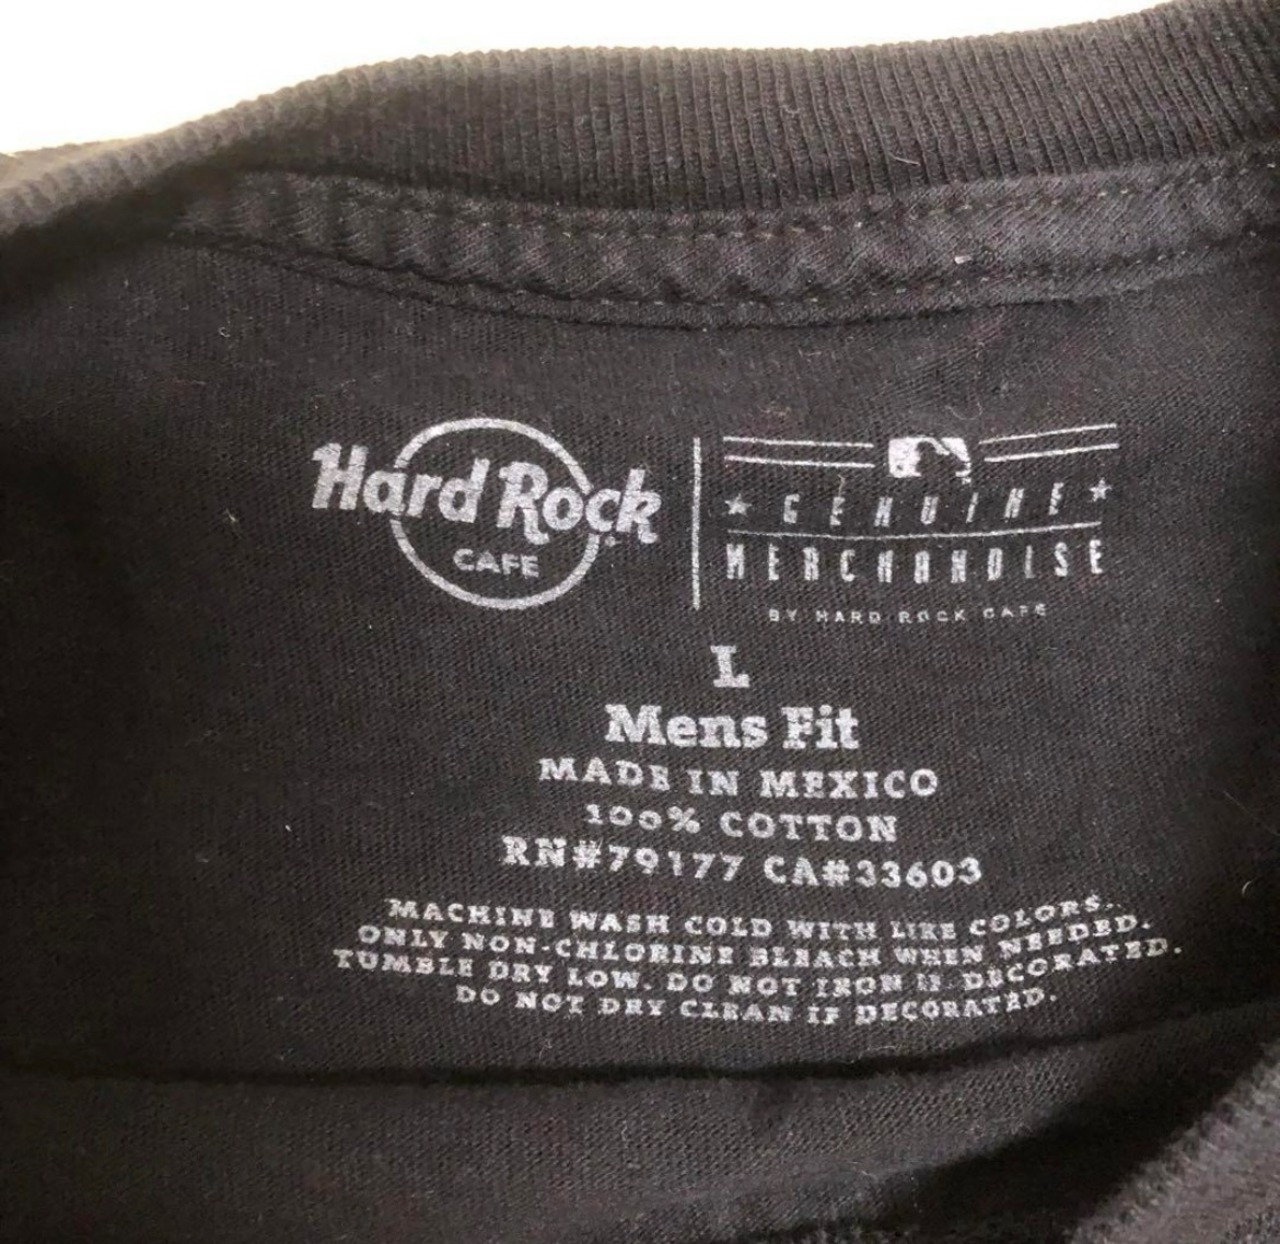 Hard Rock
CAFE
GENUINE
MERCHANDISE
BY HARD ROCK CAFE
L
Mens Fit
MADE IN MEXICO
100% COTTON
RN#79177 CA#33603
MACHINE WASH COLD WITH LIKE COLORS.
ONLY NON-CHLORINE BLEACH WHEN NEEDED.
TUMBLE DRY LOW. DO NOT IRON IF DECORATED.
DO NOT DRY CLEAN IF DECORATED.